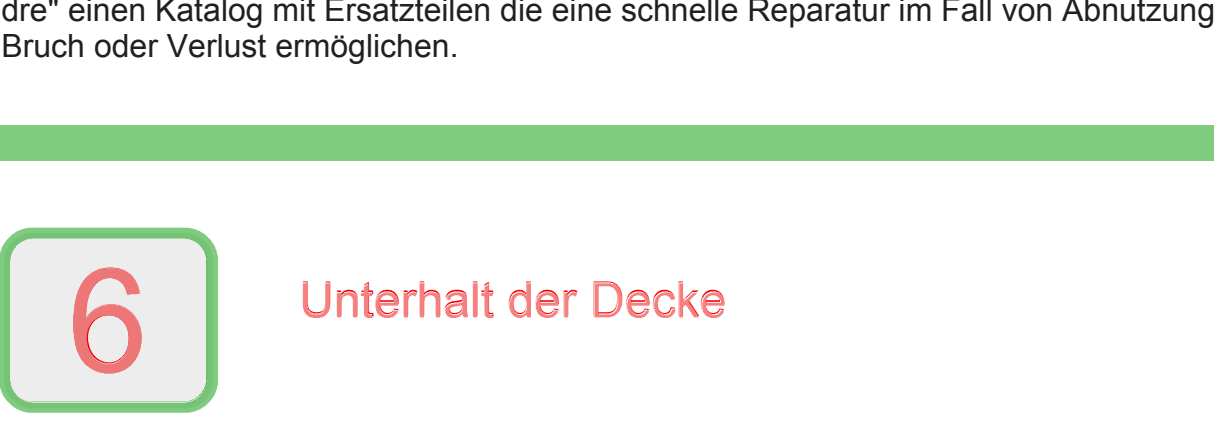 dre" einen Katalog mit Ersatzteilen die eine schnelle Reparatur im Fall von Abnutzung
Bruch oder Verlust ermöglichen.
6
Unterhalt der Decke